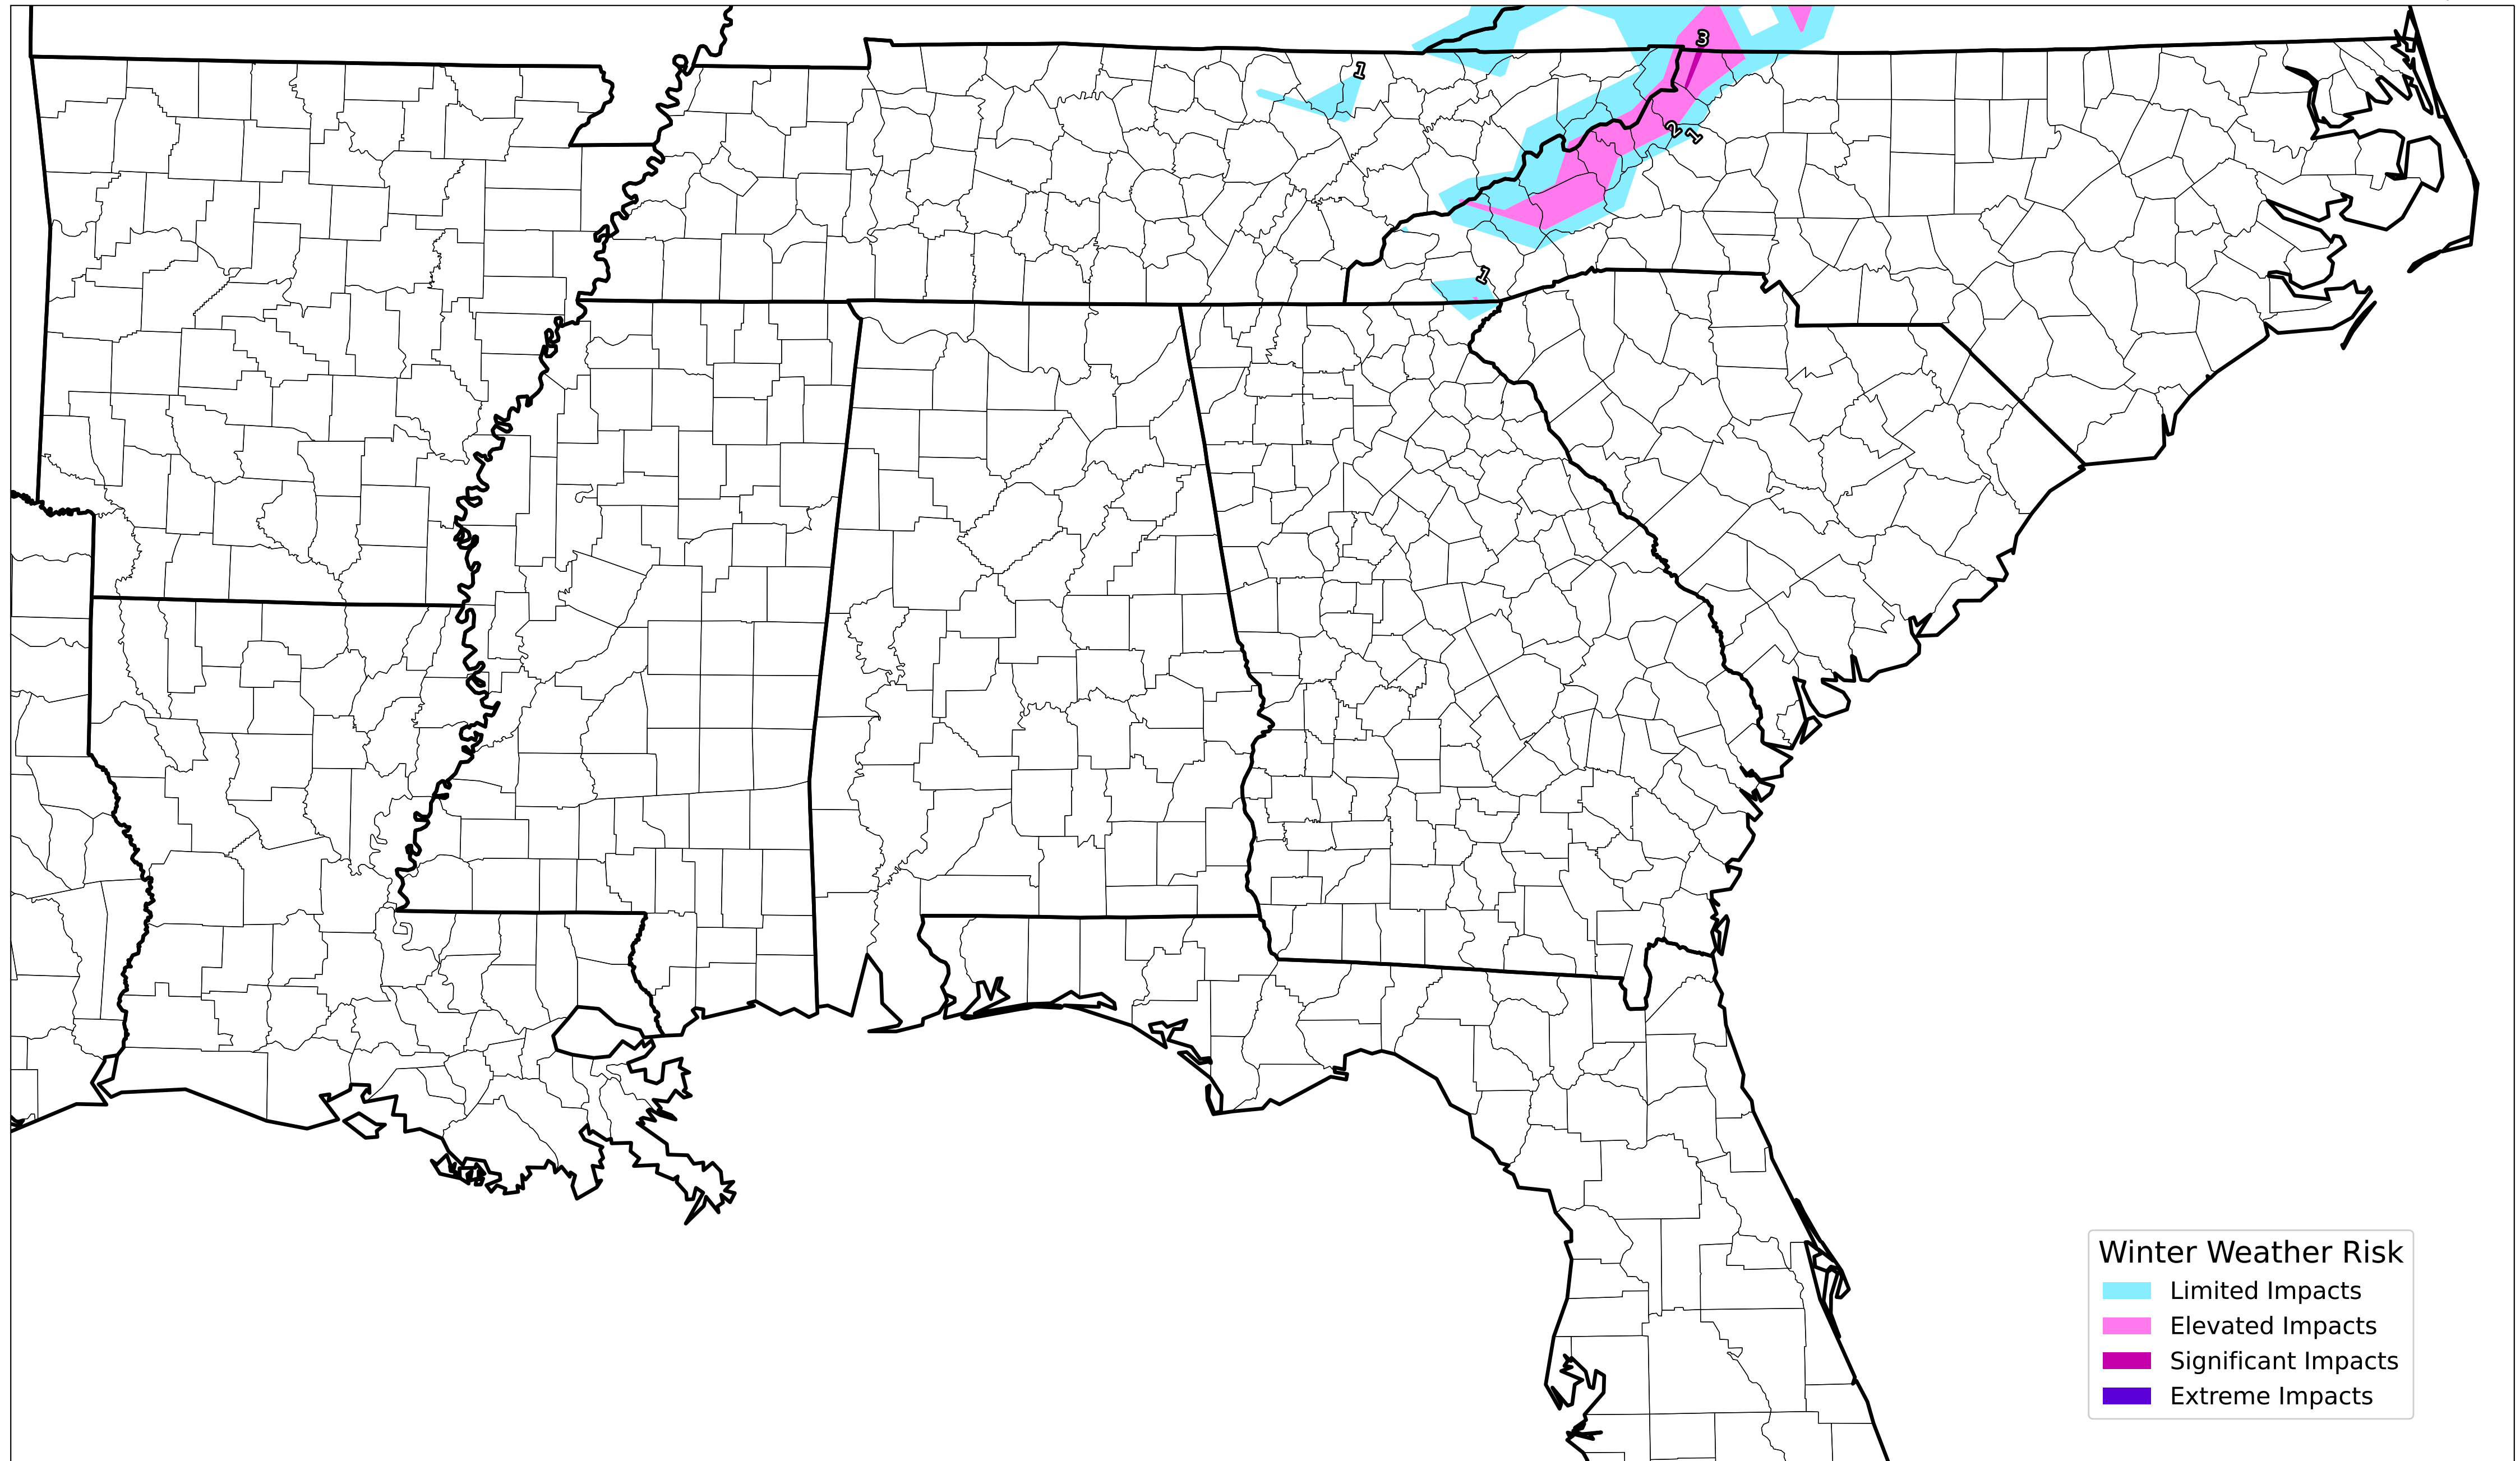 3
1
2
1
1
Winter Weather Risk
Limited Impacts
Elevated Impacts
Significant Impacts
Extreme Impacts